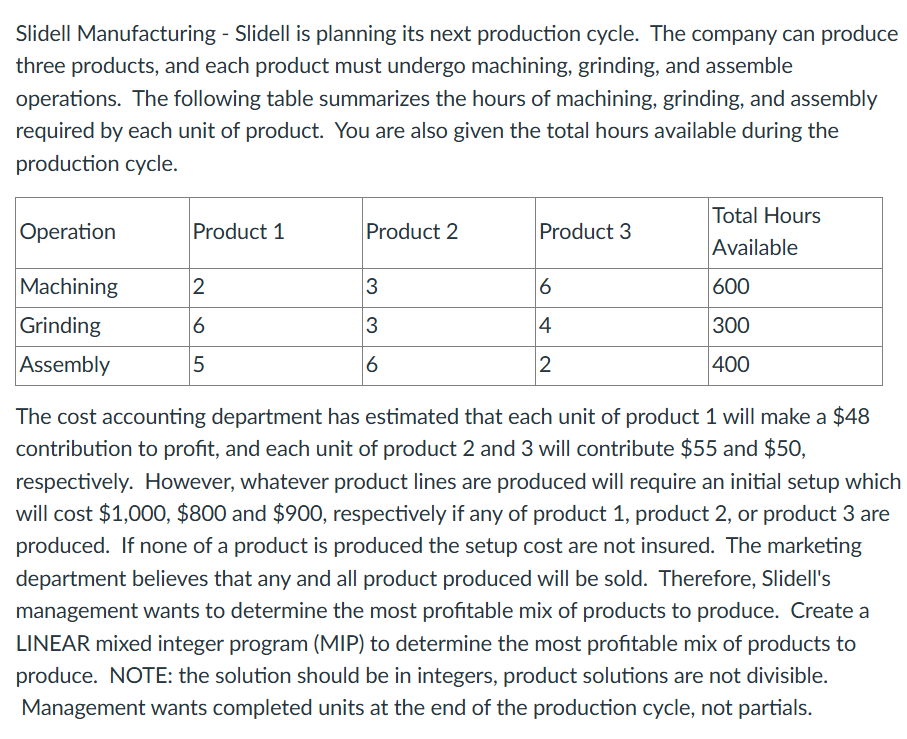 Slidell Manufacturing - Slidell is planning its next production cycle. The company can produce
three products, and each product must undergo machining, grinding, and assemble
operations. The following table summarizes the hours of machining, grinding, and assembly
required by each unit of product. You are also given the total hours available during the
production cycle.
Operation Product 1 Product 2 Product 3 Total Hours Available
Machining 2 3 6 600
Grinding 6 3 4 300
Assembly 5 6 2 400
The cost accounting department has estimated that each unit of product 1 will make a $48
contribution to profit, and each unit of product 2 and 3 will contribute $55 and $50,
respectively. However, whatever product lines are produced will require an initial setup which
will cost $1,000, $800 and $900, respectively if any of product 1, product 2, or product 3 are
produced. If none of a product is produced the setup cost are not insured. The marketing
department believes that any and all product produced will be sold. Therefore, Slidell's
management wants to determine the most profitable mix of products to produce. Create a
LINEAR mixed integer program (MIP) to determine the most profitable mix of products to
produce. NOTE: the solution should be in integers, product solutions are not divisible.
Management wants completed units at the end of the production cycle, not partials.